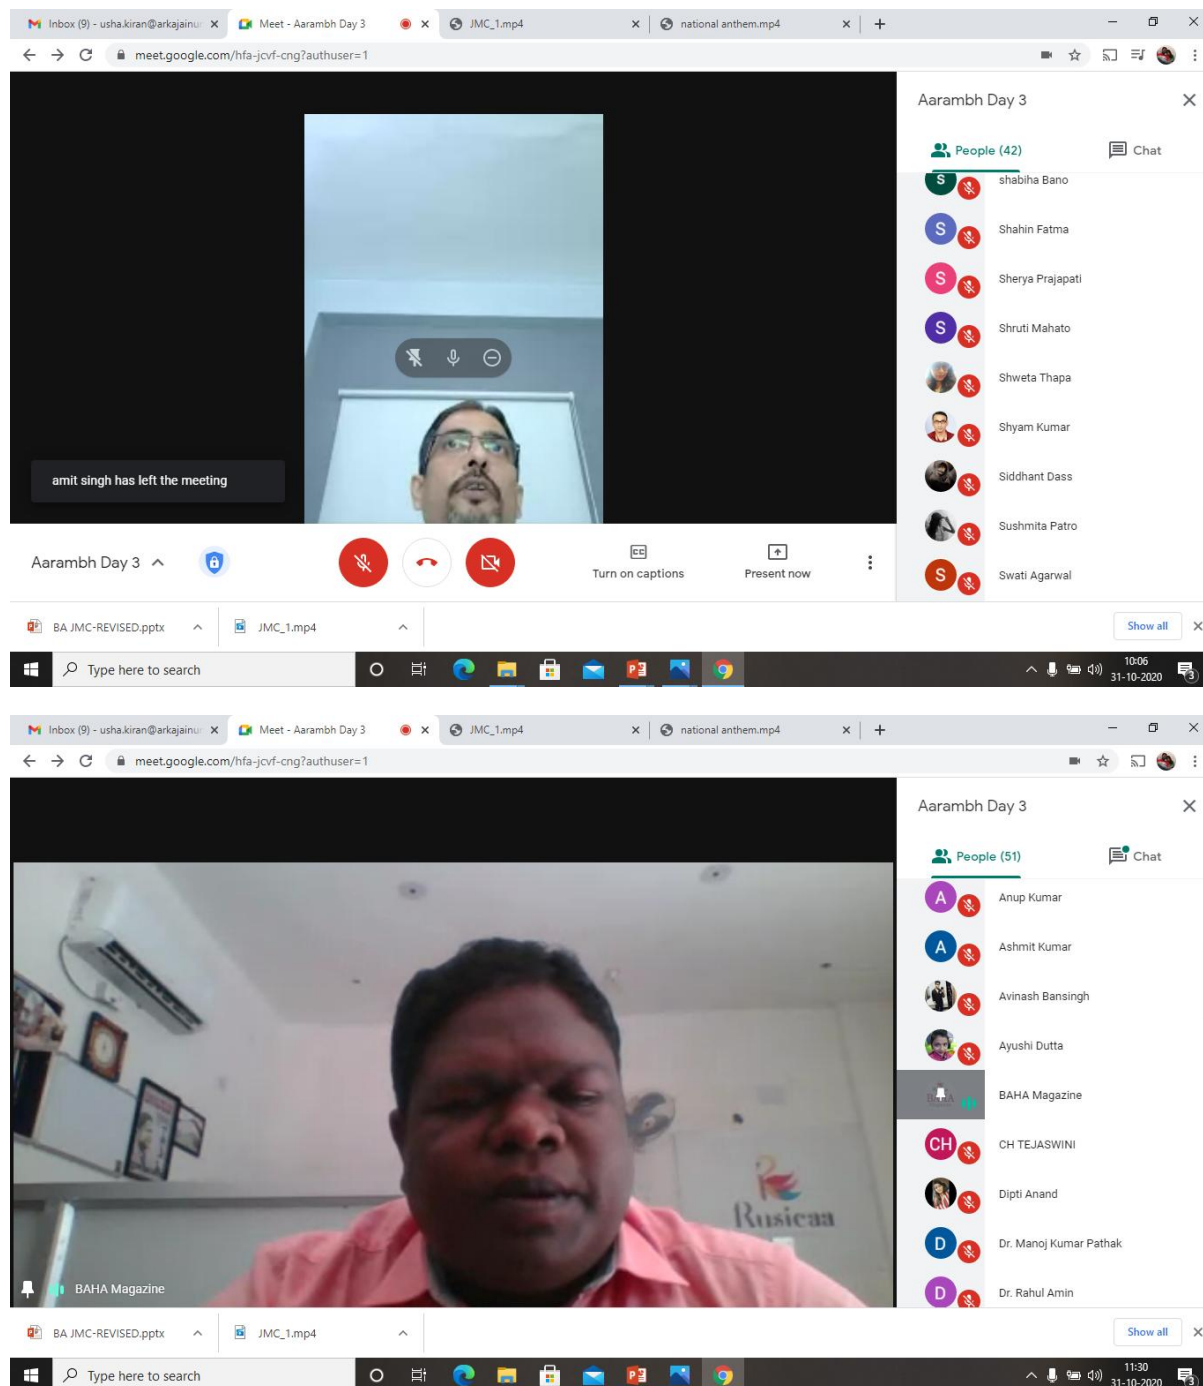 Inbox (9) - usha.kiran@arkajainu
Meet - Aarambh Day 3
JMC_1.mp4
national anthem.mp4
meet.google.com/hfa-jcvf-cng?authuser=1
Aarambh Day 3
People (42)
Chat
S
shabiha Bano
S
Shahin Fatma
S
Sherya Prajapati
S
Shruti Mahato
Shweta Thapa
Shyam Kumar
Siddhant Dass
Sushmita Patro
S
Swati Agarwal
amit singh has left the meeting
Aarambh Day 3
CC
Turn on captions
Present now
BA JMC-REVISED.pptx
JMC_1.mp4
Show all
Type here to search
10:06
31-10-2020
3
Inbox (9) - usha.kiran@arkajainu
Meet - Aarambh Day 3
JMC_1.mp4
national anthem.mp4
meet.google.com/hfa-jcvf-cng?authuser=1
Aarambh Day 3
People (51)
Chat
A
Anup Kumar
A
Ashmit Kumar
Avinash Bansingh
Ayushi Dutta
BAHA Magazine
CH
CH TEJASWINI
Dipti Anand
D
Dr. Manoj Kumar Pathak
D
Dr. Rahul Amin
Rusicaa
BAHA Magazine
BA JMC-REVISED.pptx
JMC_1.mp4
Show all
Type here to search
11:30
31-10-2020
3